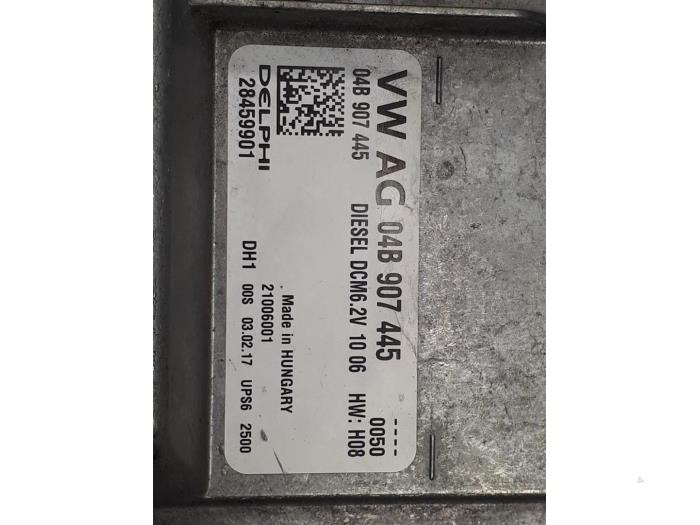 VW AG 04B 907 445 ----
04B 907 445 DIESEL DCM6.2V 10 06 0050
HW: H08
. Made in HUNGARY
21006001
DELPHI
28459901 DH1 00S 03.02.17 UPS6 2500